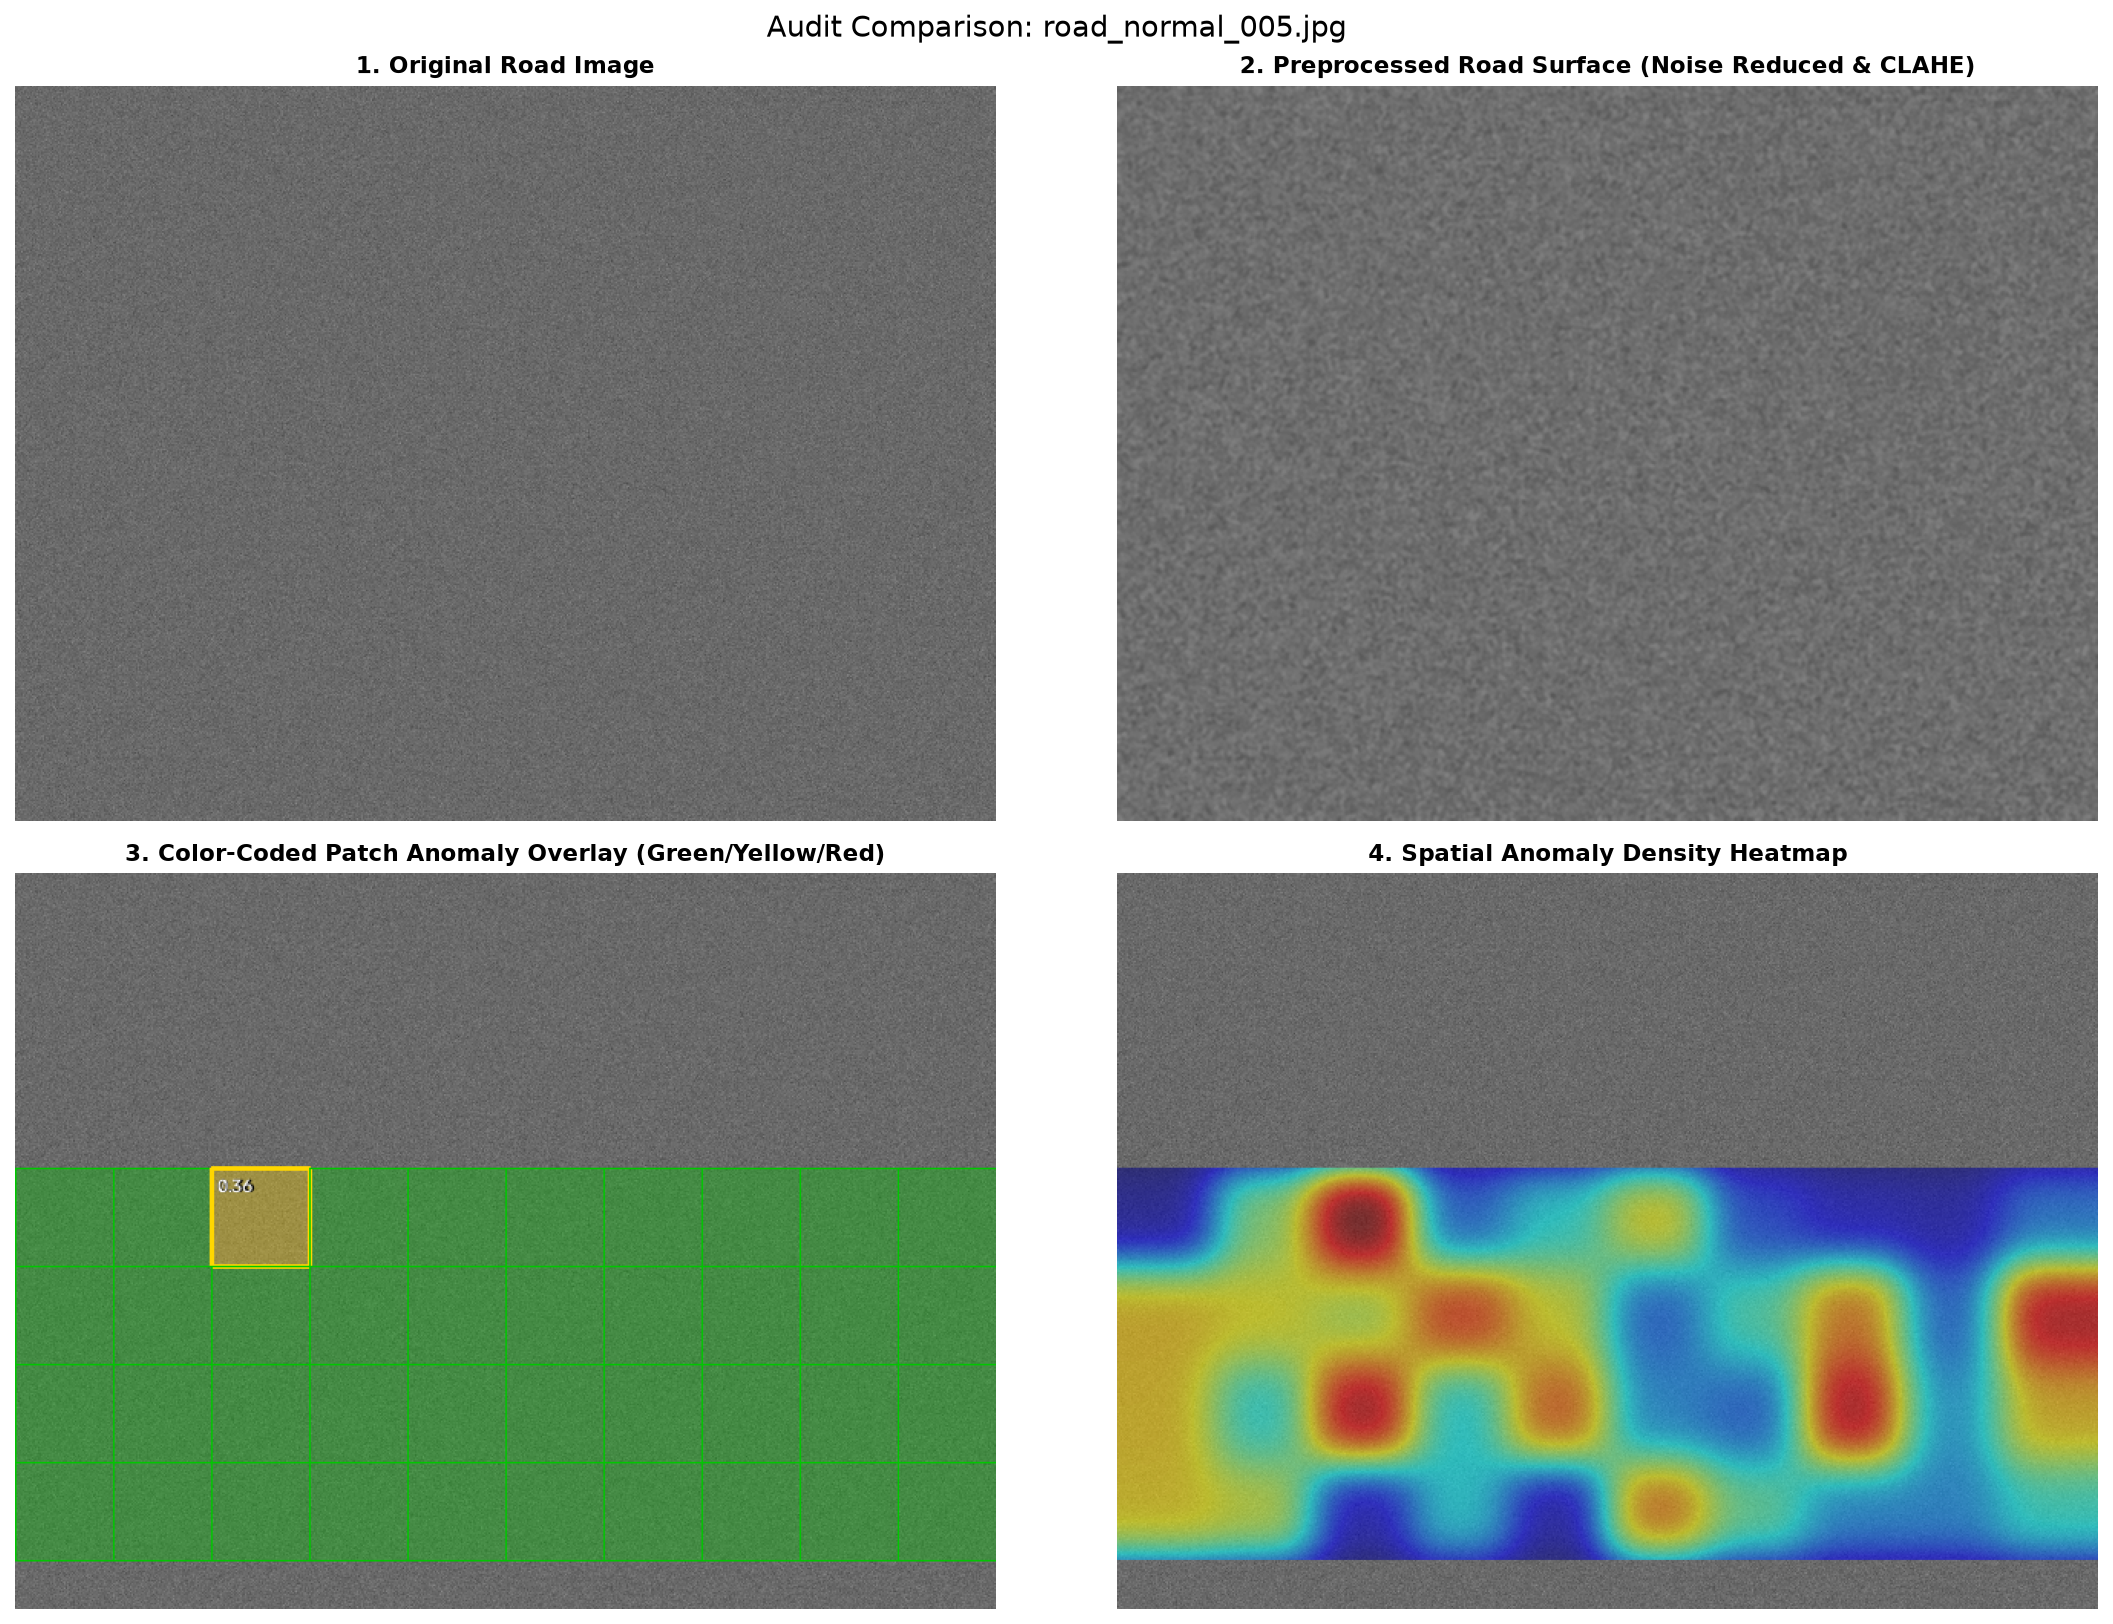 Audit Comparison: road_normal_005.jpg
1. Original Road Image
2. Preprocessed Road Surface (Noise Reduced & CLAHE)
3. Color-Coded Patch Anomaly Overlay (Green/Yellow/Red)
4. Spatial Anomaly Density Heatmap
0.36